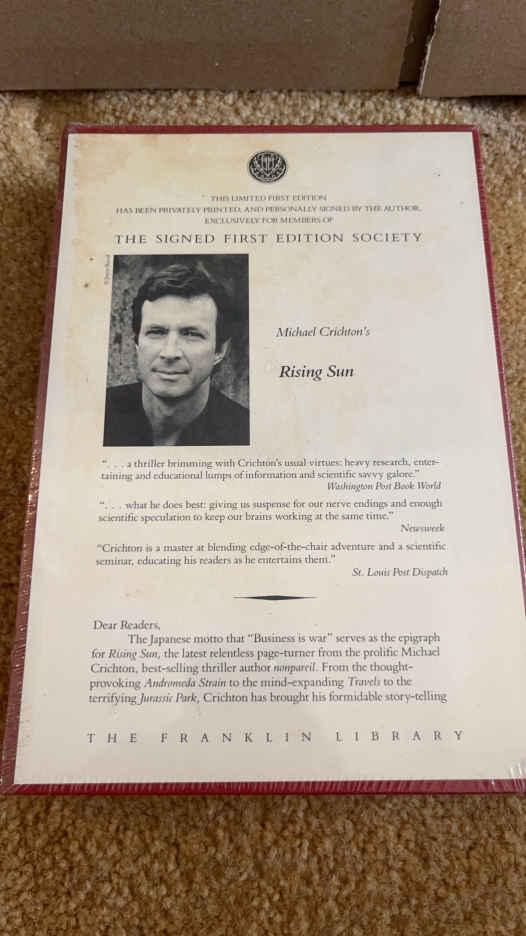 THIS LIMITED FIRST EDITION
HAS BEEN PRIVATELY PRINTED, AND PERSONALLY SIGNED BY THE AUTHOR,
EXCLUSIVELY FOR MEMBERS OF
THE SIGNED FIRST EDITION SOCIETY
Michael Crichton's
Rising Sun
“. . . a thriller brimming with Crichton's usual virtues: heavy research, enter-
taining and educational lumps of information and scientific savvy galore.”
Washington Post Book World
“. . . what he does best: giving us suspense for our nerve endings and enough
scientific speculation to keep our brains working at the same time.”
Newsweek
“Crichton is a master at blending edge-of-the-chair adventure and a scientific
seminar, educating his readers as he entertains them.”
St. Louis Post Dispatch
Dear Readers,
The Japanese motto that “Business is war” serves as the epigraph
for Rising Sun, the latest relentless page-turner from the prolific Michael
Crichton, best-selling thriller author nonpareil. From the thought-
provoking Andromeda Strain to the mind-expanding Travels to the
terrifying Jurassic Park, Crichton has brought his formidable story-telling
THE FRANKLIN LIBRARY